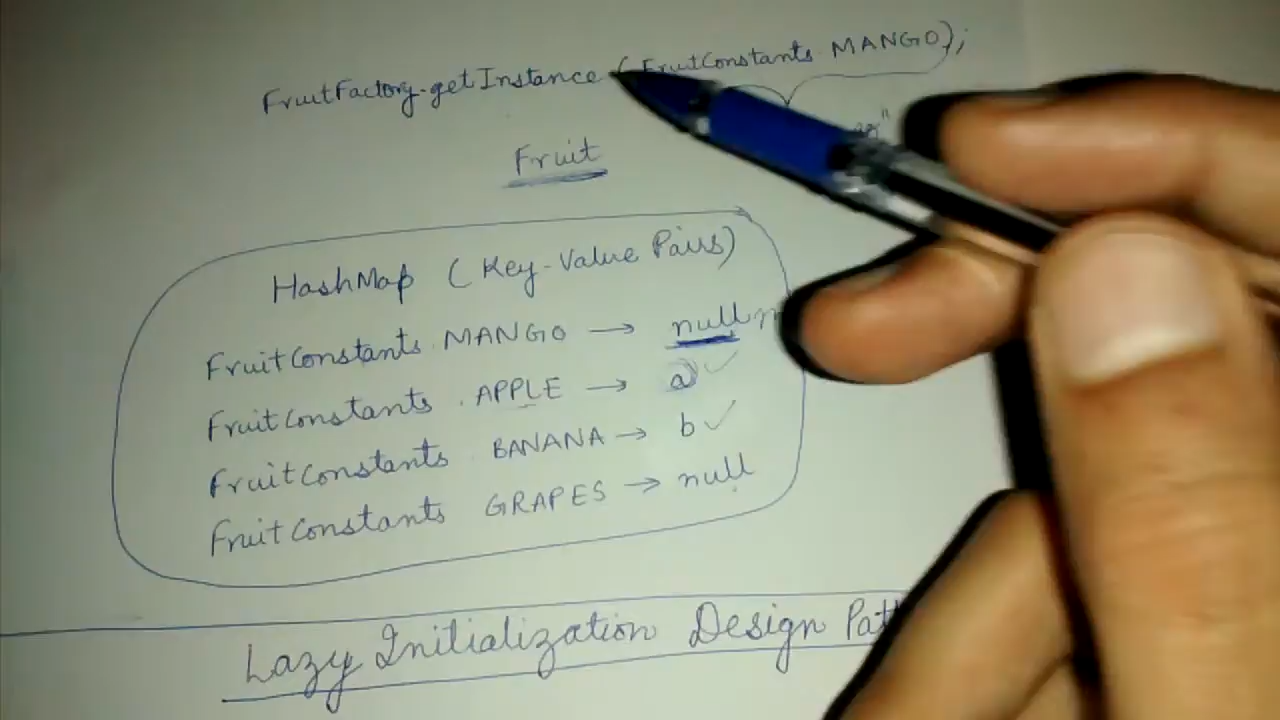 FruitFactory.getInstance (FruitConstants.MANGO);
Fruit
HashMap (Key-Value Pairs)
FruitConstants.MANGO → null
FruitConstants.APPLE → a ✓
FruitConstants BANANA → b ✓
FruitConstants GRAPES → null
Lazy Initialization Design